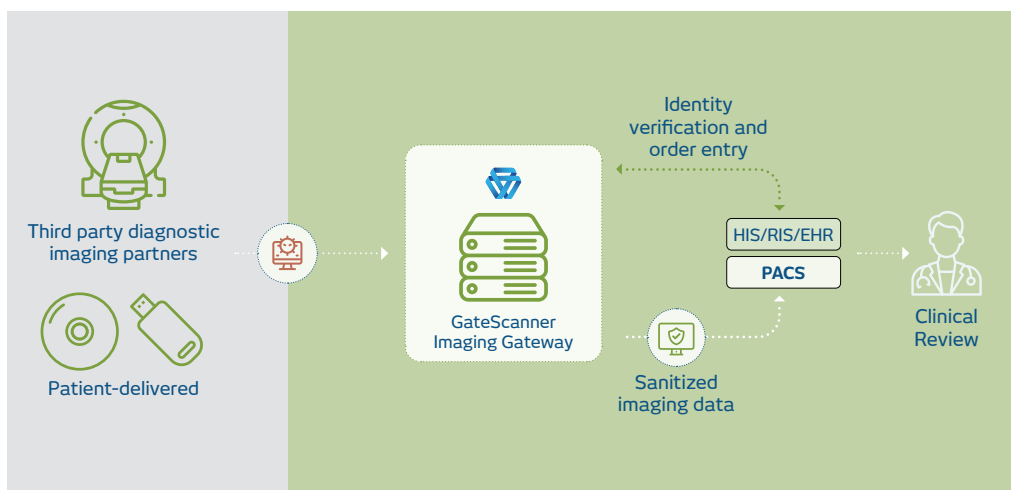 Third party diagnostic
imaging partners
Patient-delivered
GateScanner
Imaging Gateway
Identity
verification and
order entry
Sanitized
imaging data
HIS/RIS/EHR
PACS
Clinical
Review